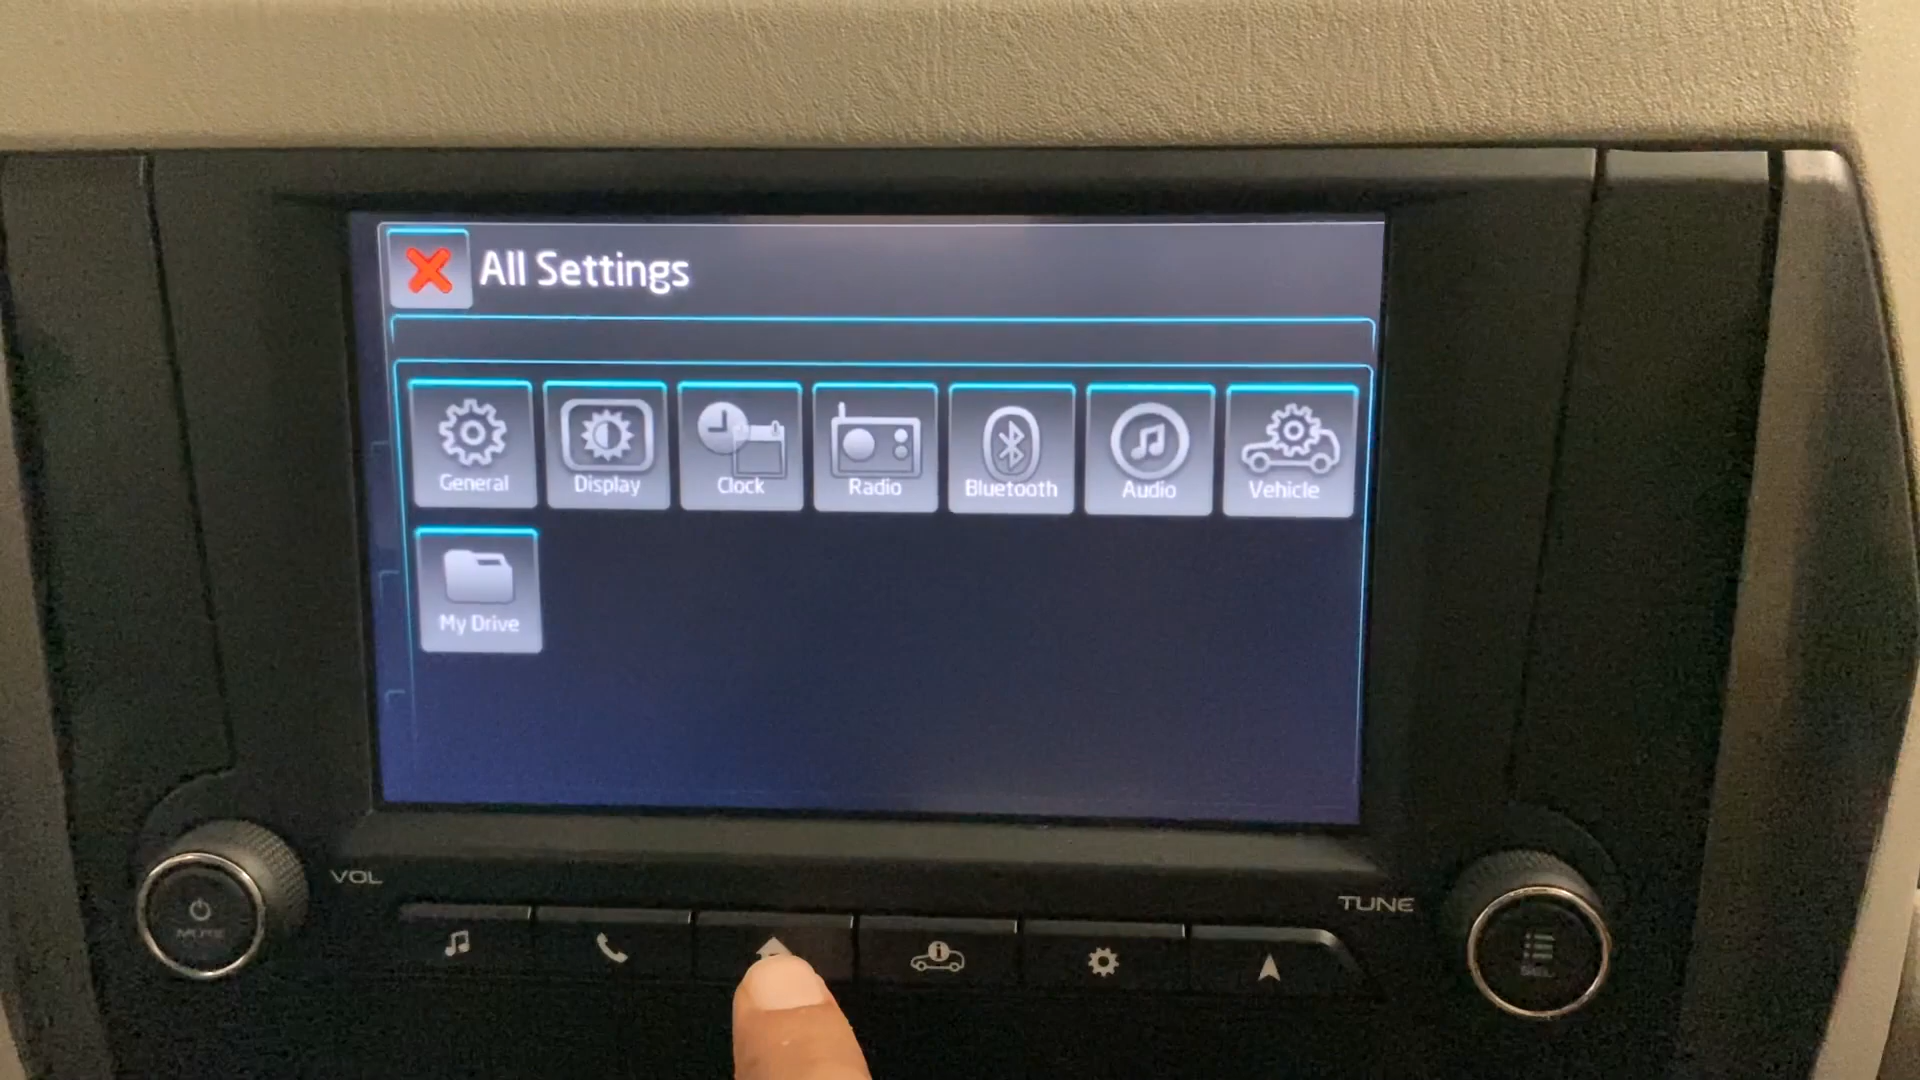 All Settings
General Display Clock Radio Bluetooth Audio Vehicle
My Drive
VOL
TUNE
MUTE
SEL